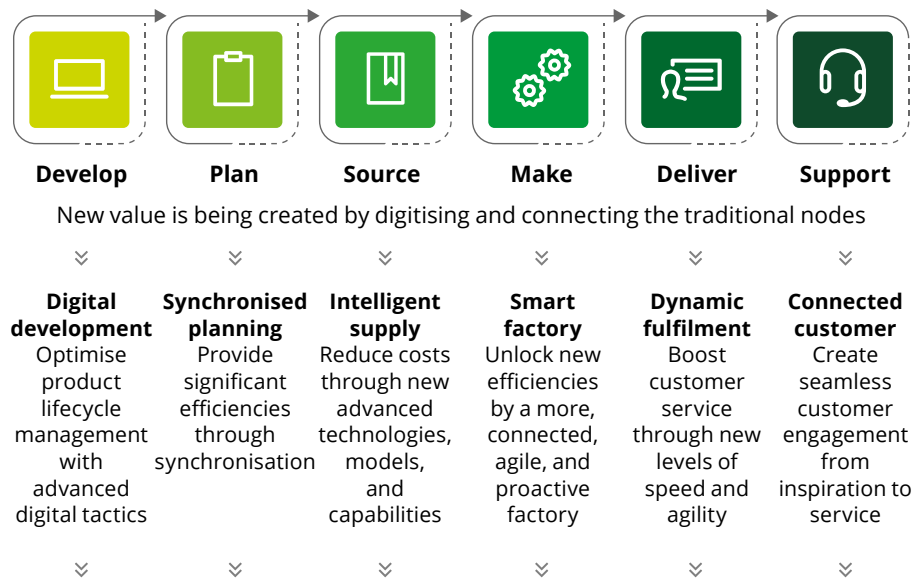 Develop
Plan
Source
Make
Deliver
Support
New value is being created by digitising and connecting the traditional nodes
Digital
development
Optimise
product
lifecycle
management
with
advanced
digital tactics
Synchronised
planning
Provide
significant
efficiencies
through
synchronisation
Intelligent
supply
Reduce costs
through new
advanced
technologies,
models,
and
capabilities
Smart
factory
Unlock new
efficiencies
by a more,
connected,
agile, and
proactive
factory
Dynamic
fulfilment
Boost
customer
service
through new
levels of
speed and
agility
Connected
customer
Create
seamless
customer
engagement
from
inspiration to
service